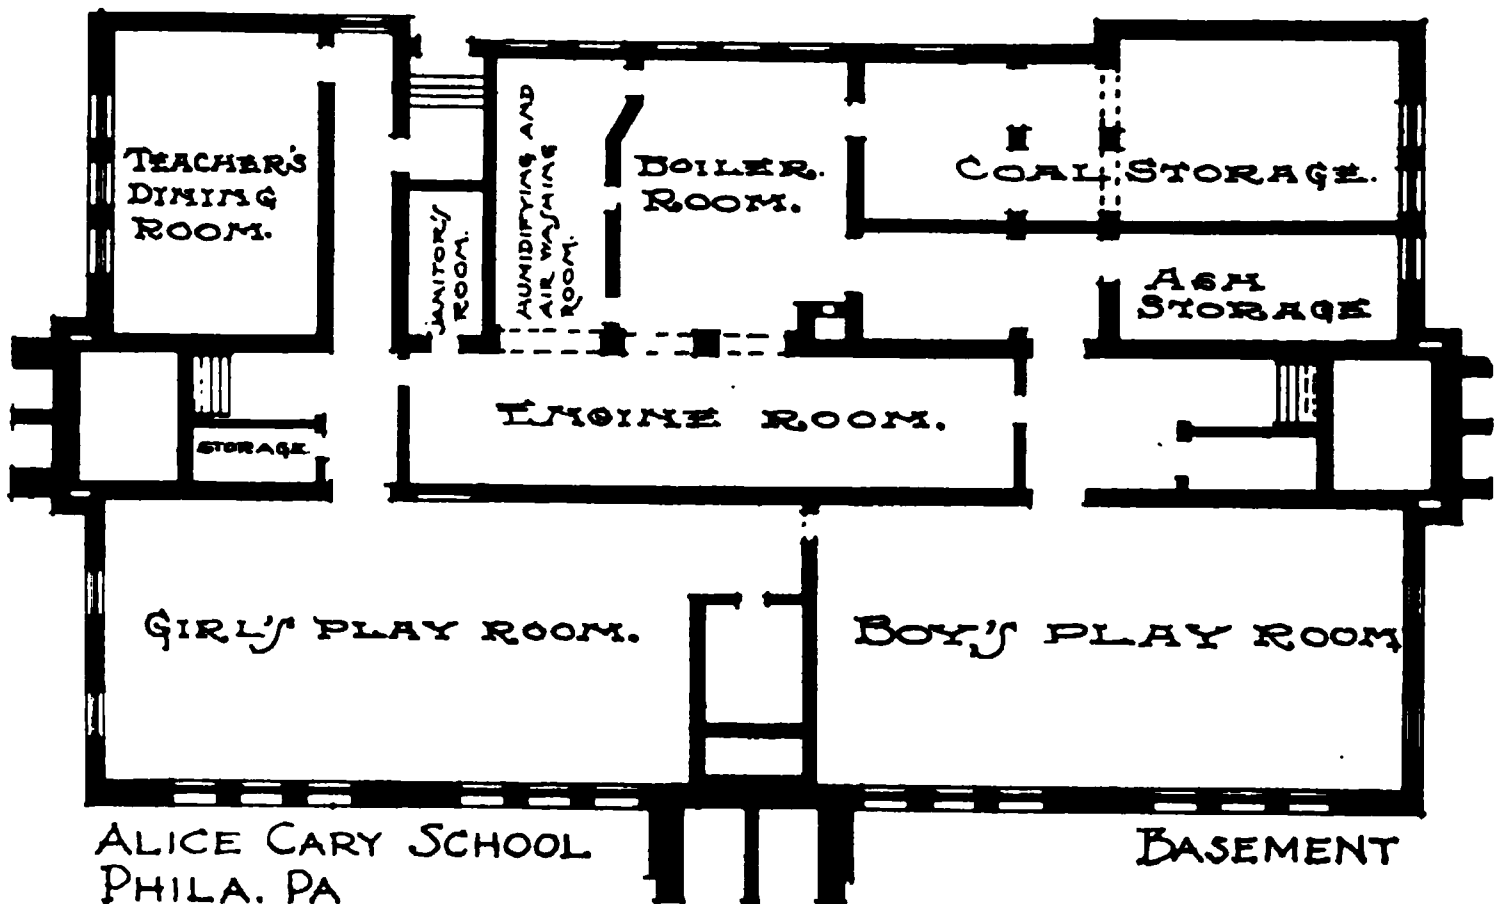 TEACHER'S
DINING
ROOM.
JANITOR'S
ROOM.
HUMIDIFYING AND
AIR WASHING
ROOM.
BOILER.
ROOM.
COAL STORAGE.
ASH
STORAGE
ENGINE ROOM.
STORAGE
GIRL'S PLAY ROOM.
BOY'S PLAY ROOM
ALICE CARY SCHOOL
PHILA. PA
BASEMENT